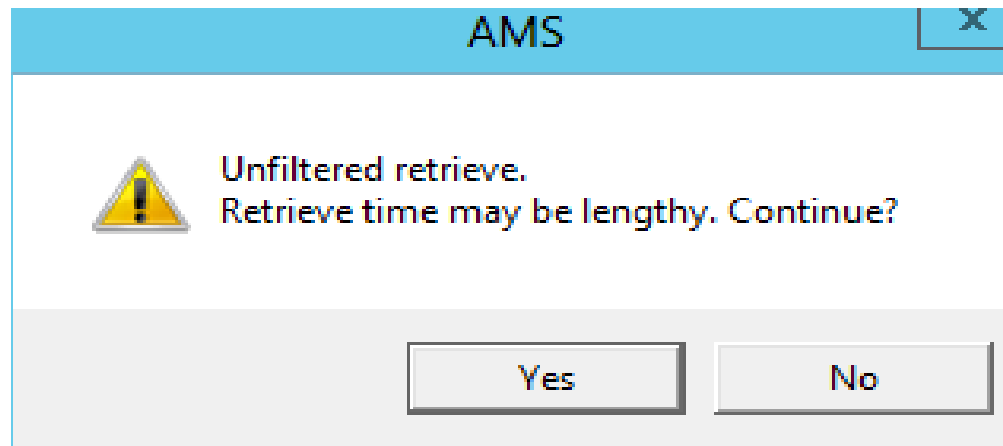 AMS
X
Unfiltered retrieve.
Retrieve time may be lengthy. Continue?
Yes
No